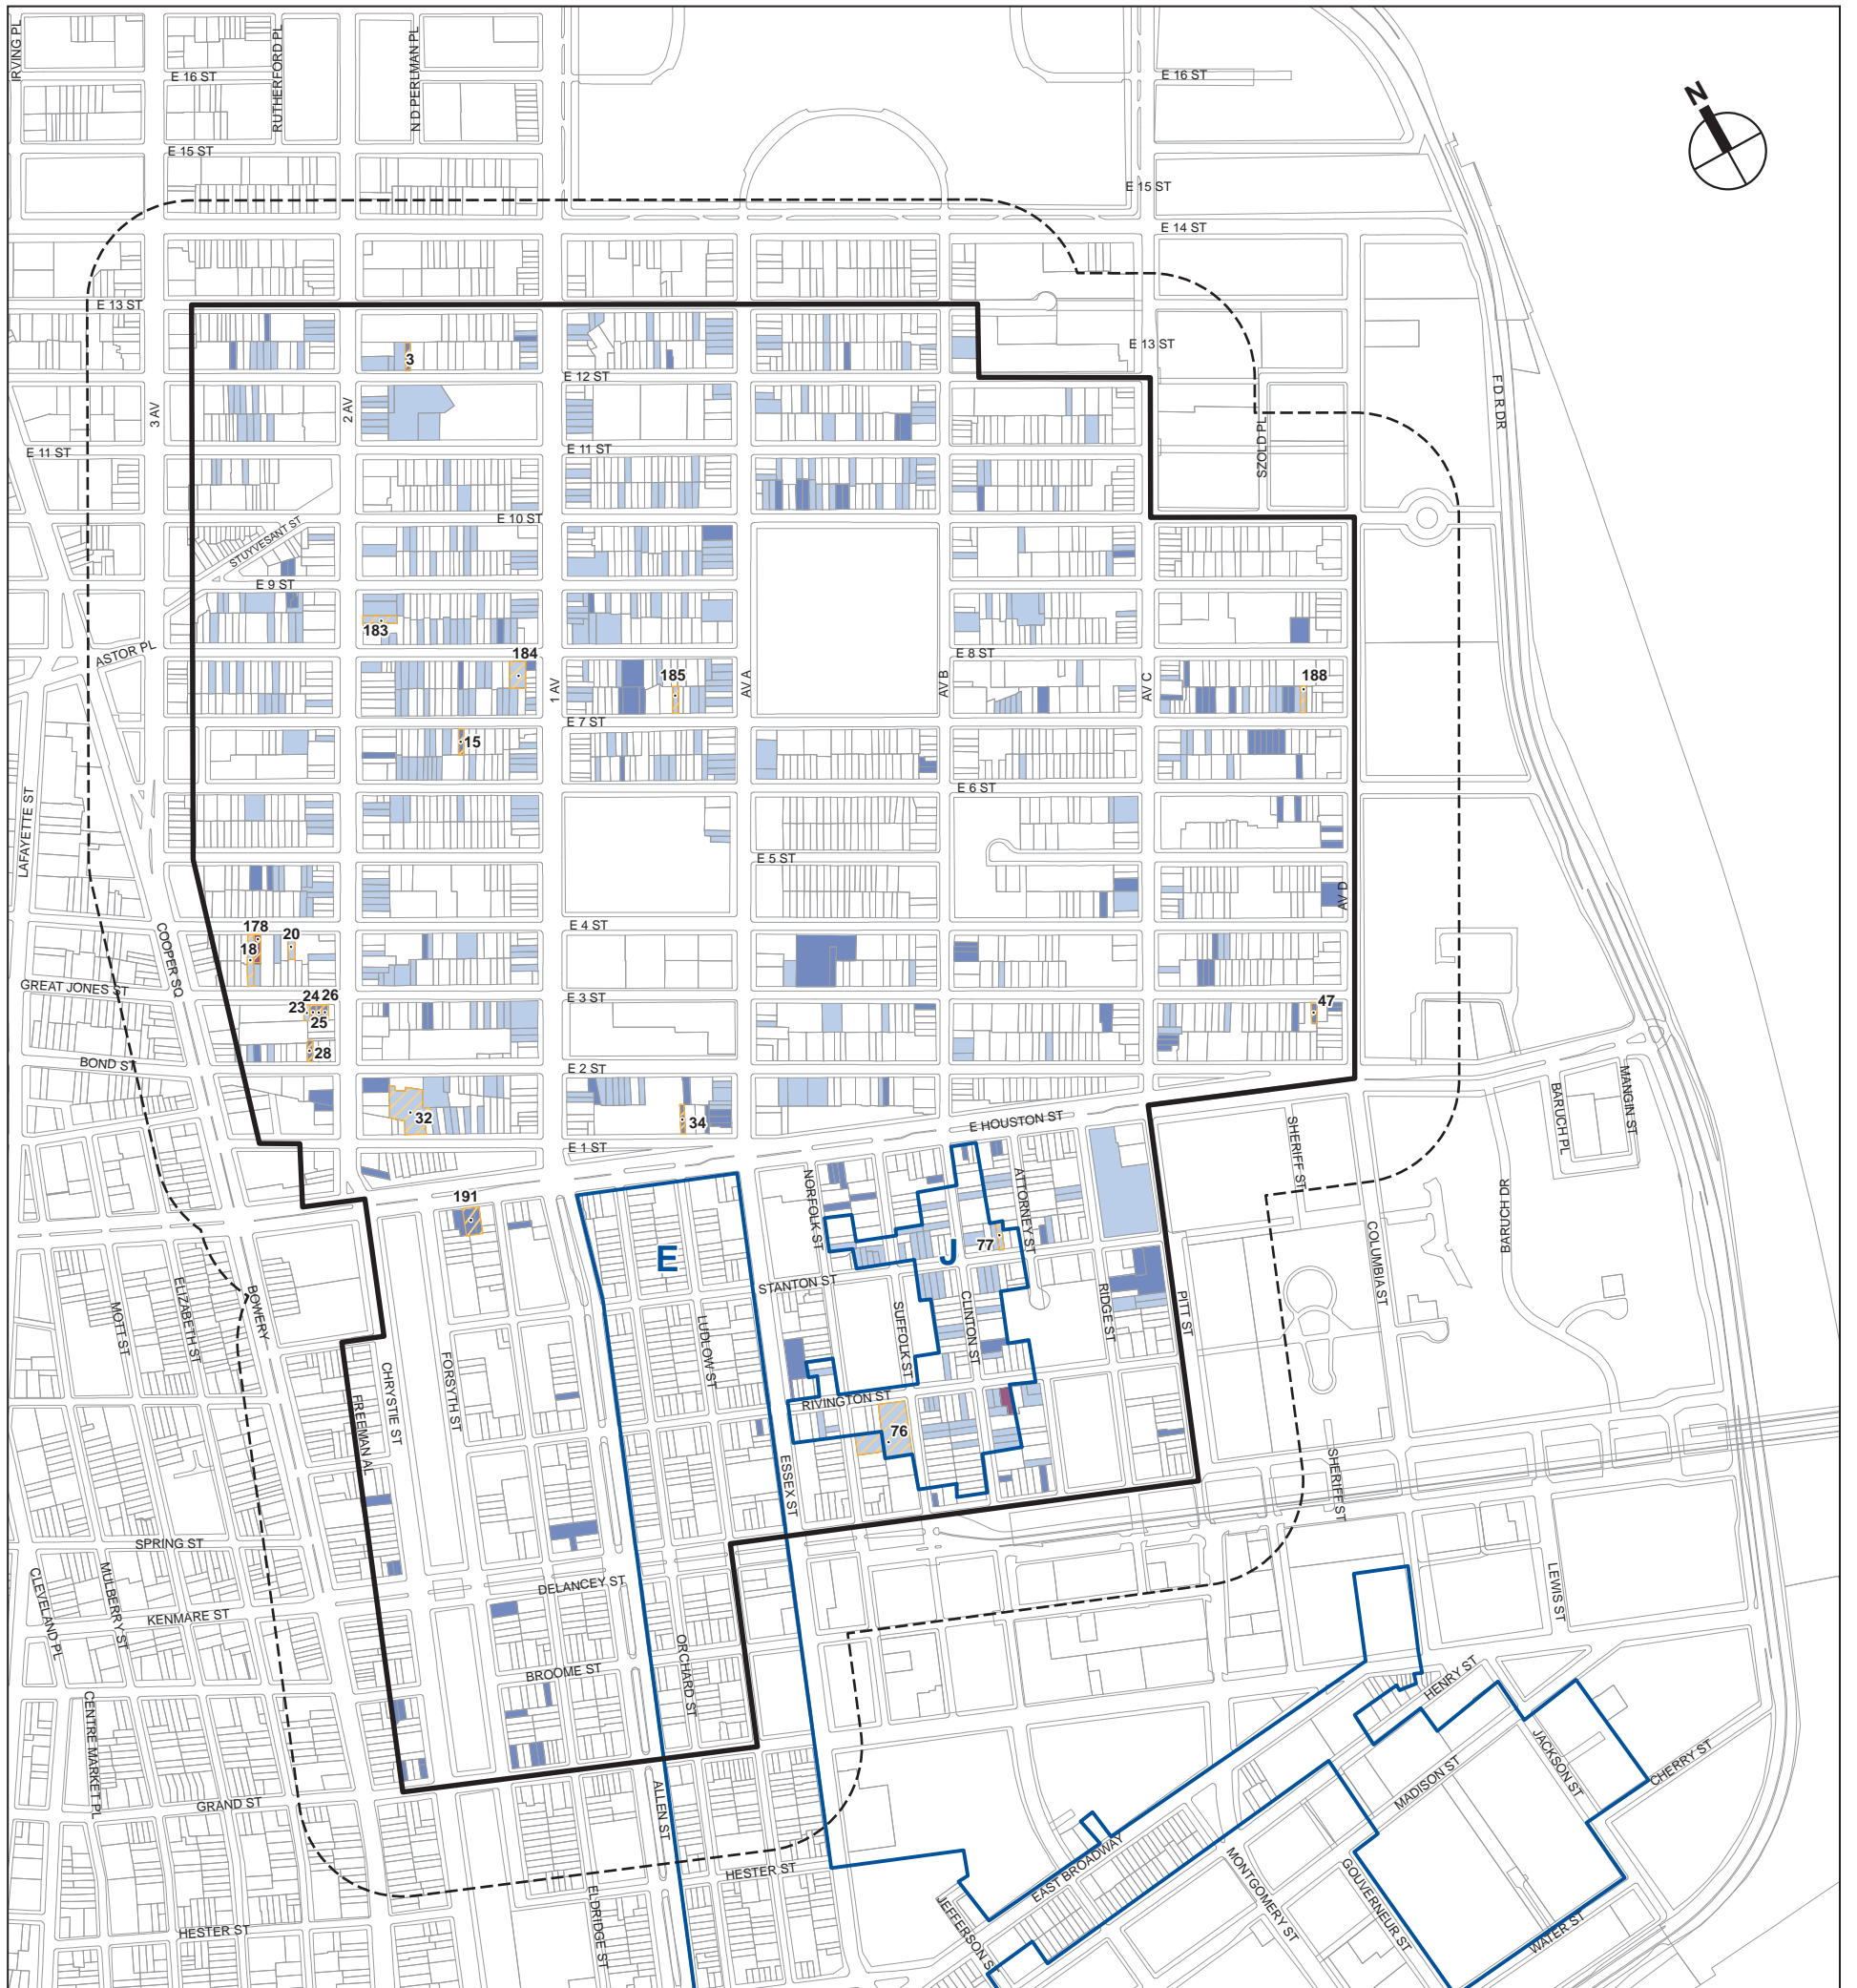 N
IRVING PL
RUTHERFORD PL
N D PERLMAN PL
E 16 ST
E 16 ST
E 15 ST
E 15 ST
E 14 ST
E 13 ST
E 13 ST
3
E 12 ST
3 AV
2 AV
F D R DR
E 11 ST
E 11 ST
SZOLD PL
E 10 ST
STUYVESANT ST
E 9 ST
183
ASTOR PL
184
E 8 ST
185
188
1 AV
AV A
AV B
AV C
E 7 ST
15
E 6 ST
LAFAYETTE ST
E 5 ST
AV D
178
18
20
E 4 ST
COOPER SQ
GREAT JONES ST
24
26
23
25
E 3 ST
47
28
BOND ST
E 2 ST
BARUCH PL
MANGIN ST
32
34
E HOUSTON ST
E 1 ST
SHERIFF ST
191
NORFOLK ST
ATTORNEY ST
BARUCH DR
77
E
J
COLUMBIA ST
STANTON ST
MOTT ST
ELIZABETH ST
BOWERY
LUDLOW ST
SUFFOLK ST
CLINTON ST
RIDGE ST
PITT ST
CHRYSTIE ST
FORSYTH ST
FREEMAN AL
RIVINGTON ST
76
ESSEX ST
SHERIFF ST
SPRING ST
CLEVELAND PL
MULBERRY ST
DELANCEY ST
LEWIS ST
KENMARE ST
ORCHARD ST
BROOME ST
HENRY ST
CENTRE MARKET PL
JACKSON ST
CHERRY ST
MADISON ST
GRAND ST
ALLEN ST
HESTER ST
EAST BROADWAY
MONTGOMERY ST
GOUVERNEUR ST
JEFFERSON S
ELDRIDGE ST
HESTER ST
WATER ST